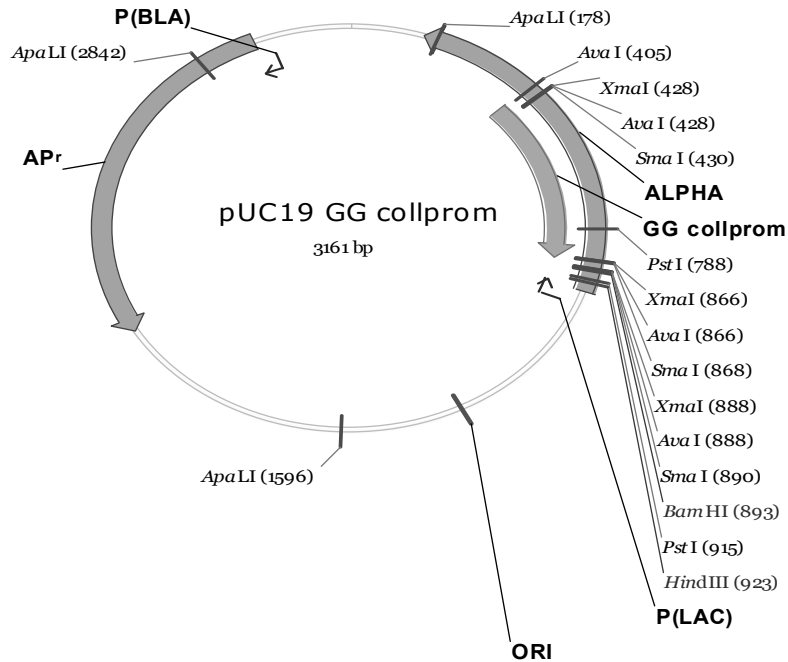 P(BLA)
ApaLI (2842)
APr
ApaLI (178)
AvaI (405)
XmaI (428)
AvaI (428)
SmaI (430)
ALPHA
GG collprom
pUC19 GG collprom
3161 bp
PstI (788)
XmaI (866)
AvaI (866)
SmaI (868)
XmaI (888)
AvaI (888)
SmaI (890)
BamHI (893)
PstI (915)
HindIII (923)
P(LAC)
ApaLI (1596)
ORI